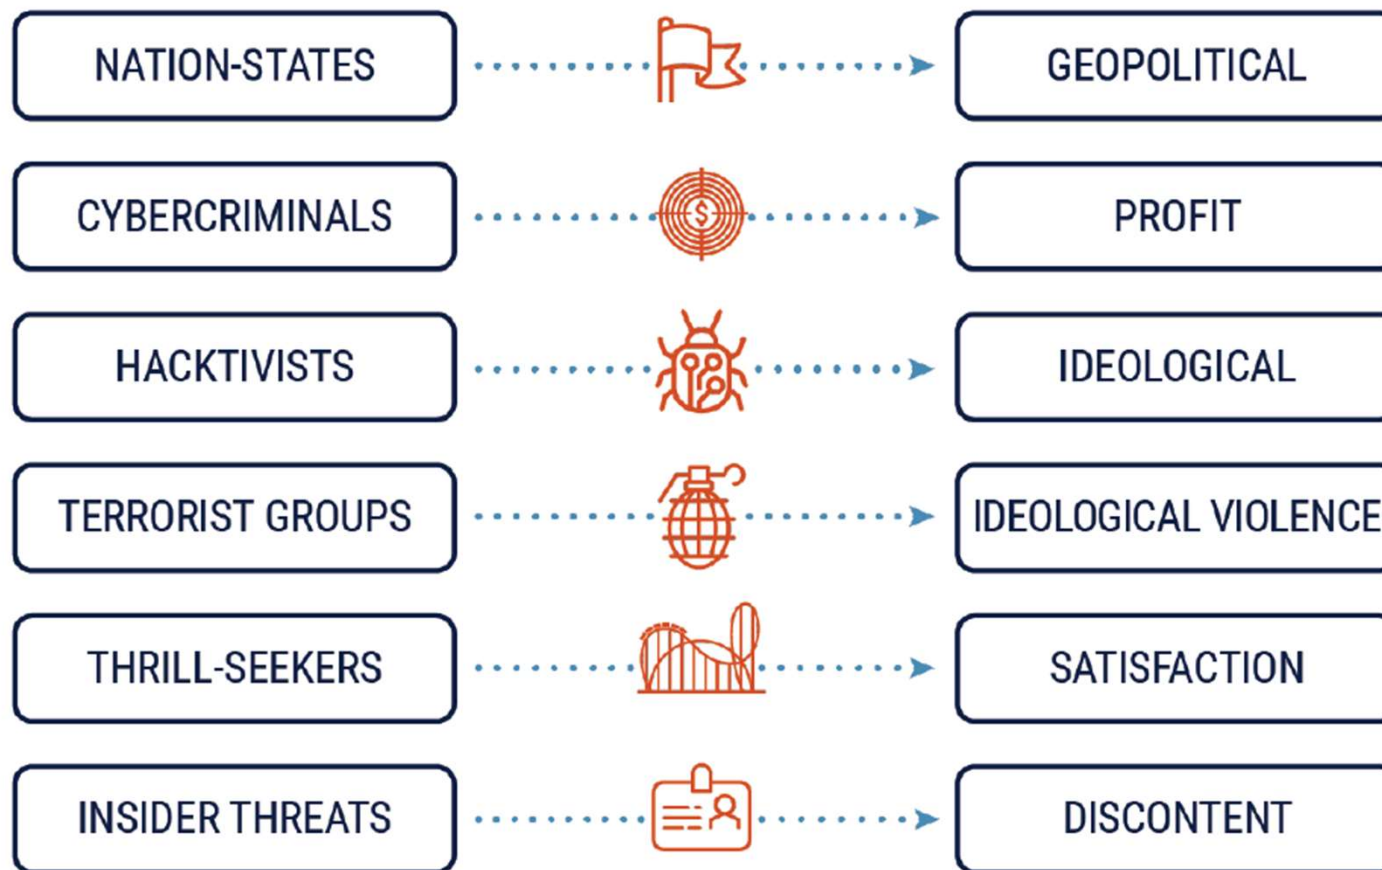 NATION-STATES
GEOPOLITICAL
CYBERCRIMINALS
$
PROFIT
HACKTIVISTS
IDEOLOGICAL
TERRORIST GROUPS
IDEOLOGICAL VIOLENCE
THRILL-SEEKERS
SATISFACTION
INSIDER THREATS
DISCONTENT